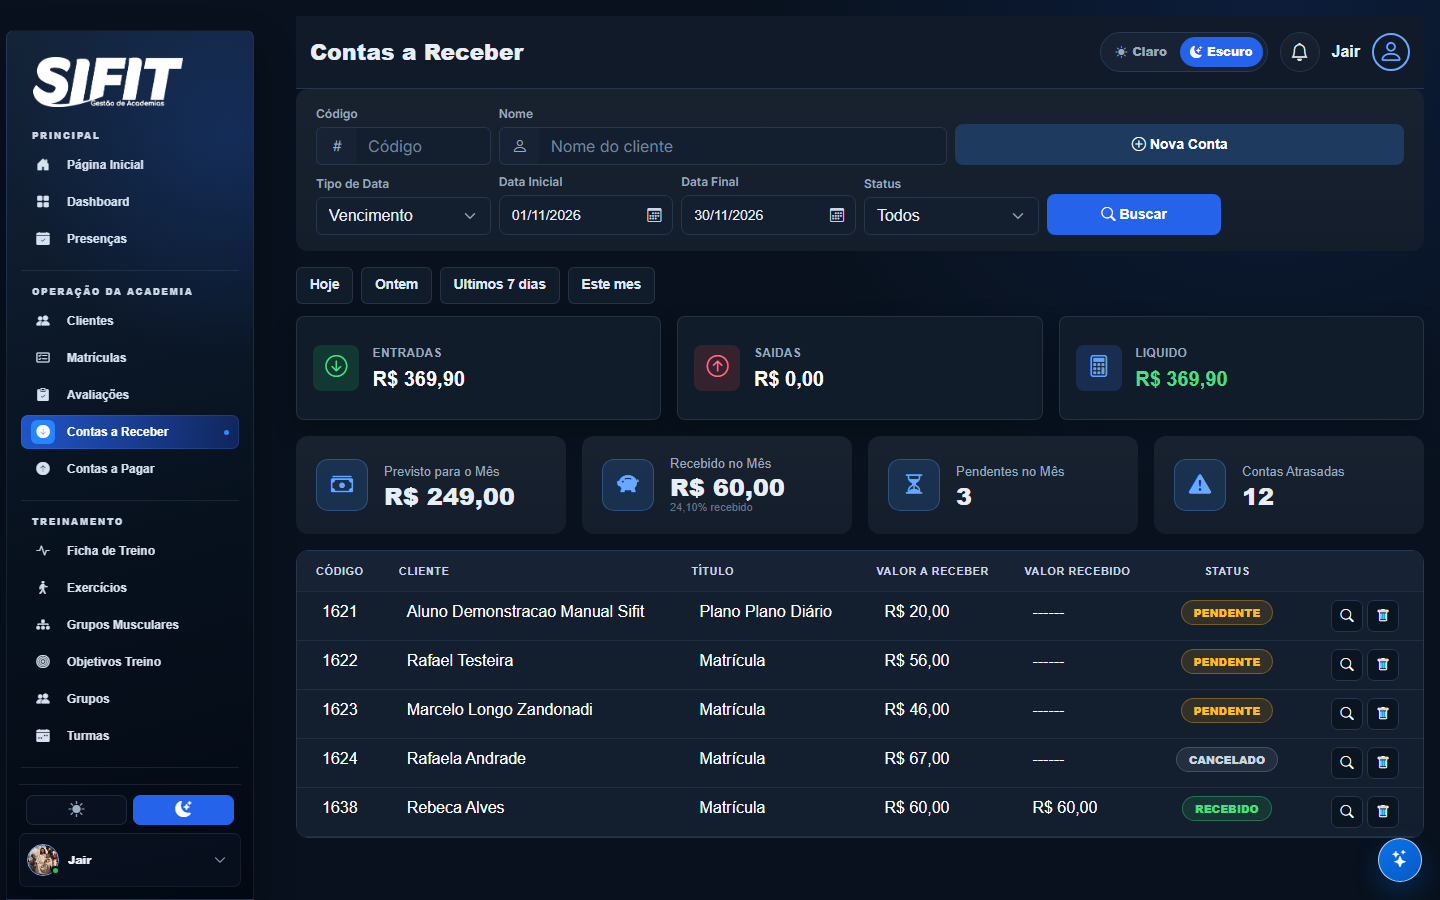 SIFIT
Gestão de Academias
PRINCIPAL
Página Inicial
Dashboard
Presenças
OPERAÇÃO DA ACADEMIA
Clientes
Matrículas
Avaliações
Contas a Receber
Contas a Pagar
TREINAMENTO
Ficha de Treino
Exercícios
Grupos Musculares
Objetivos Treino
Grupos
Turmas
Jair
Contas a Receber
Claro Escuro Jair
Código Nome
# Código Nome do cliente Nova Conta
Tipo de Data Data Inicial Data Final Status
Vencimento 01/11/2026 30/11/2026 Todos Buscar
Hoje Ontem Ultimos 7 dias Este mes
ENTRADAS
R$ 369,90
SAIDAS
R$ 0,00
LIQUIDO
R$ 369,90
Previsto para o Mês
R$ 249,00
Recebido no Mês
R$ 60,00
24,10% recebido
Pendentes no Mês
3
Contas Atrasadas
12
CÓDIGO CLIENTE TÍTULO VALOR A RECEBER VALOR RECEBIDO STATUS
1621 Aluno Demonstracao Manual Sifit Plano Plano Diário R$ 20,00 ------ PENDENTE
1622 Rafael Testeira Matrícula R$ 56,00 ------ PENDENTE
1623 Marcelo Longo Zandonadi Matrícula R$ 46,00 ------ PENDENTE
1624 Rafaela Andrade Matrícula R$ 67,00 ------ CANCELADO
1638 Rebeca Alves Matrícula R$ 60,00 R$ 60,00 RECEBIDO